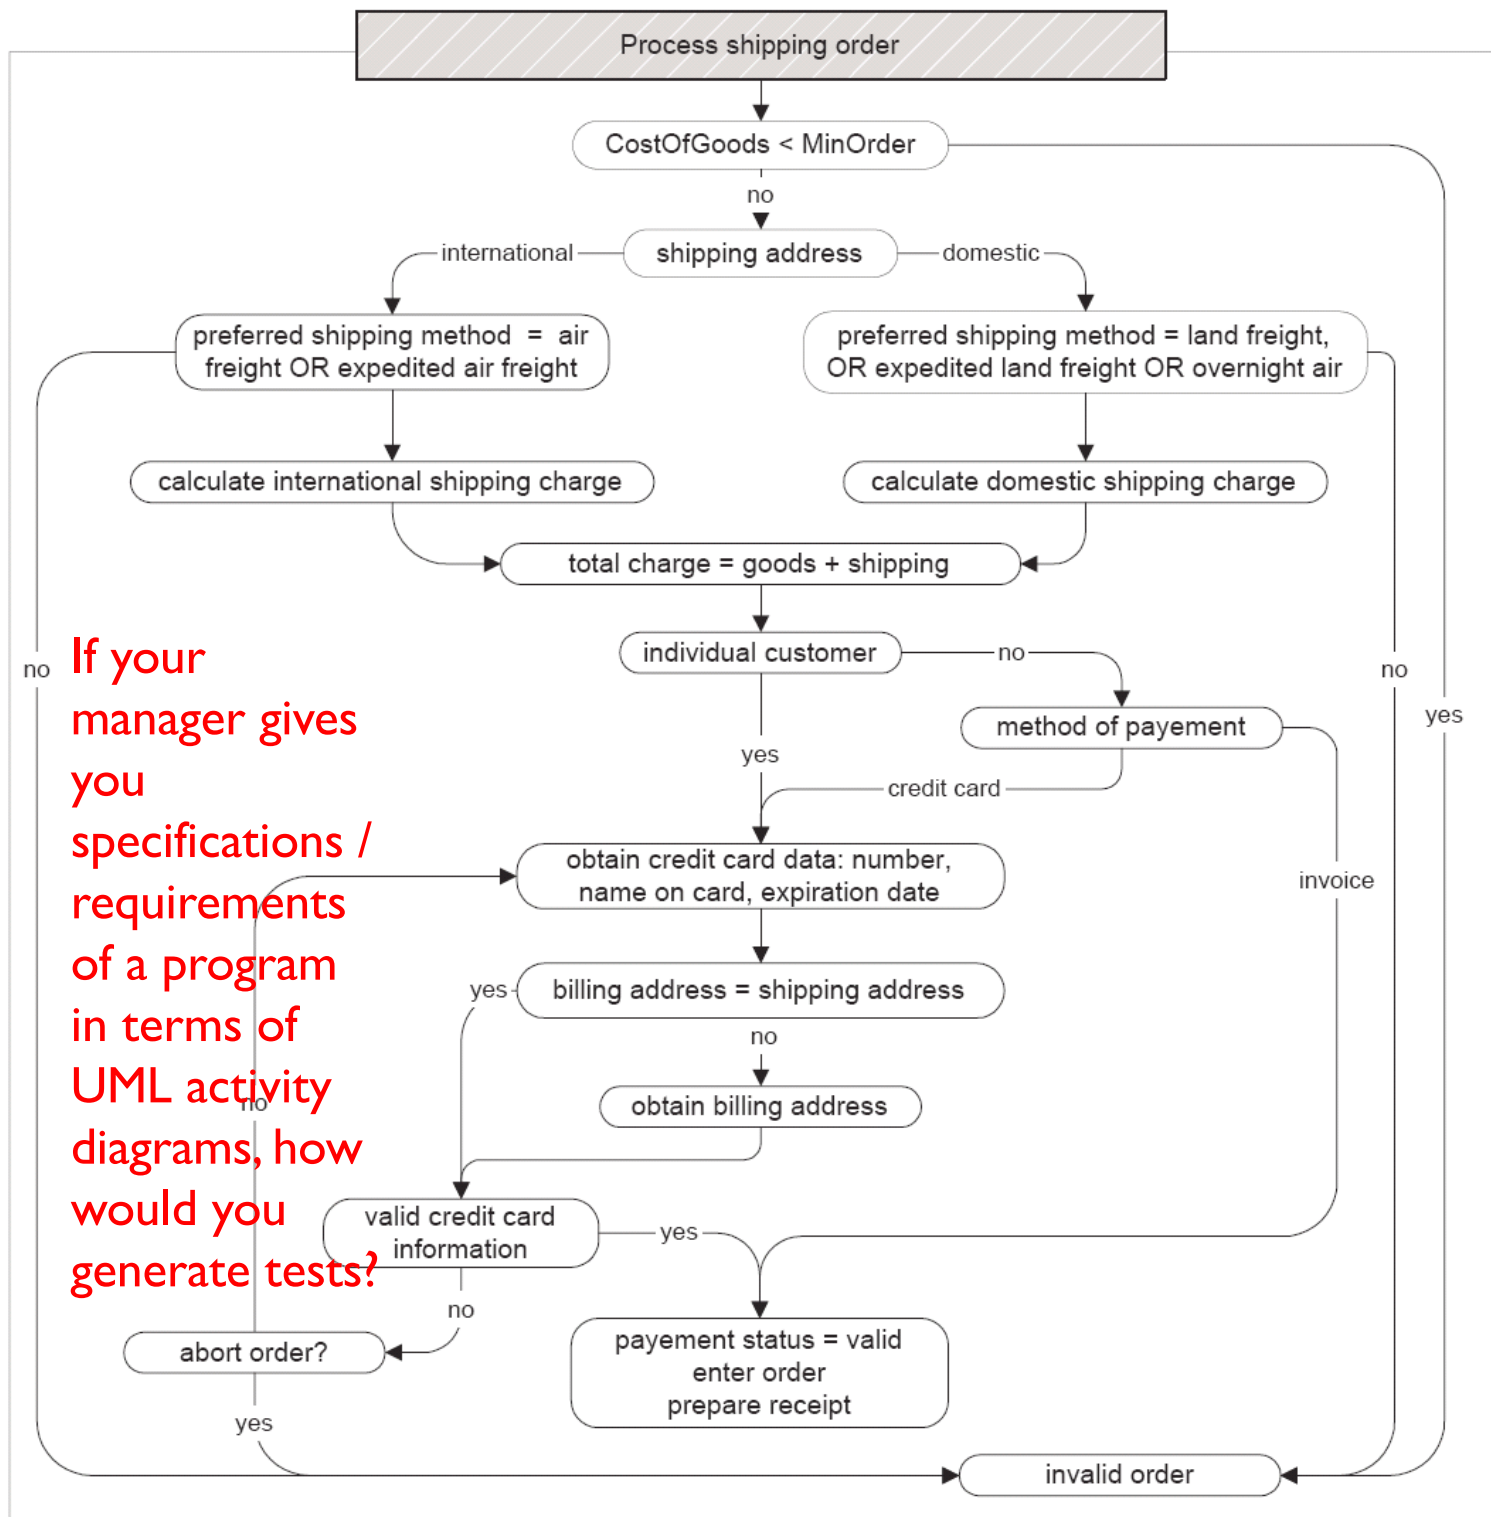 Process shipping order
CostOfGoods < MinOrder
no
international
shipping address
domestic
preferred shipping method = air
freight OR expedited air freight
preferred shipping method = land freight,
OR expedited land freight OR overnight air
calculate international shipping charge
calculate domestic shipping charge
total charge = goods + shipping
individual customer
no
no
no
yes
method of payement
yes
credit card
If your
manager gives
you
specifications /
requirements
of a program
in terms of
UML activity
diagrams, how
would you
generate tests?
obtain credit card data: number,
name on card, expiration date
invoice
yes
billing address = shipping address
no
no
obtain billing address
valid credit card
information
yes
no
abort order?
payement status = valid
enter order
prepare receipt
yes
invalid order